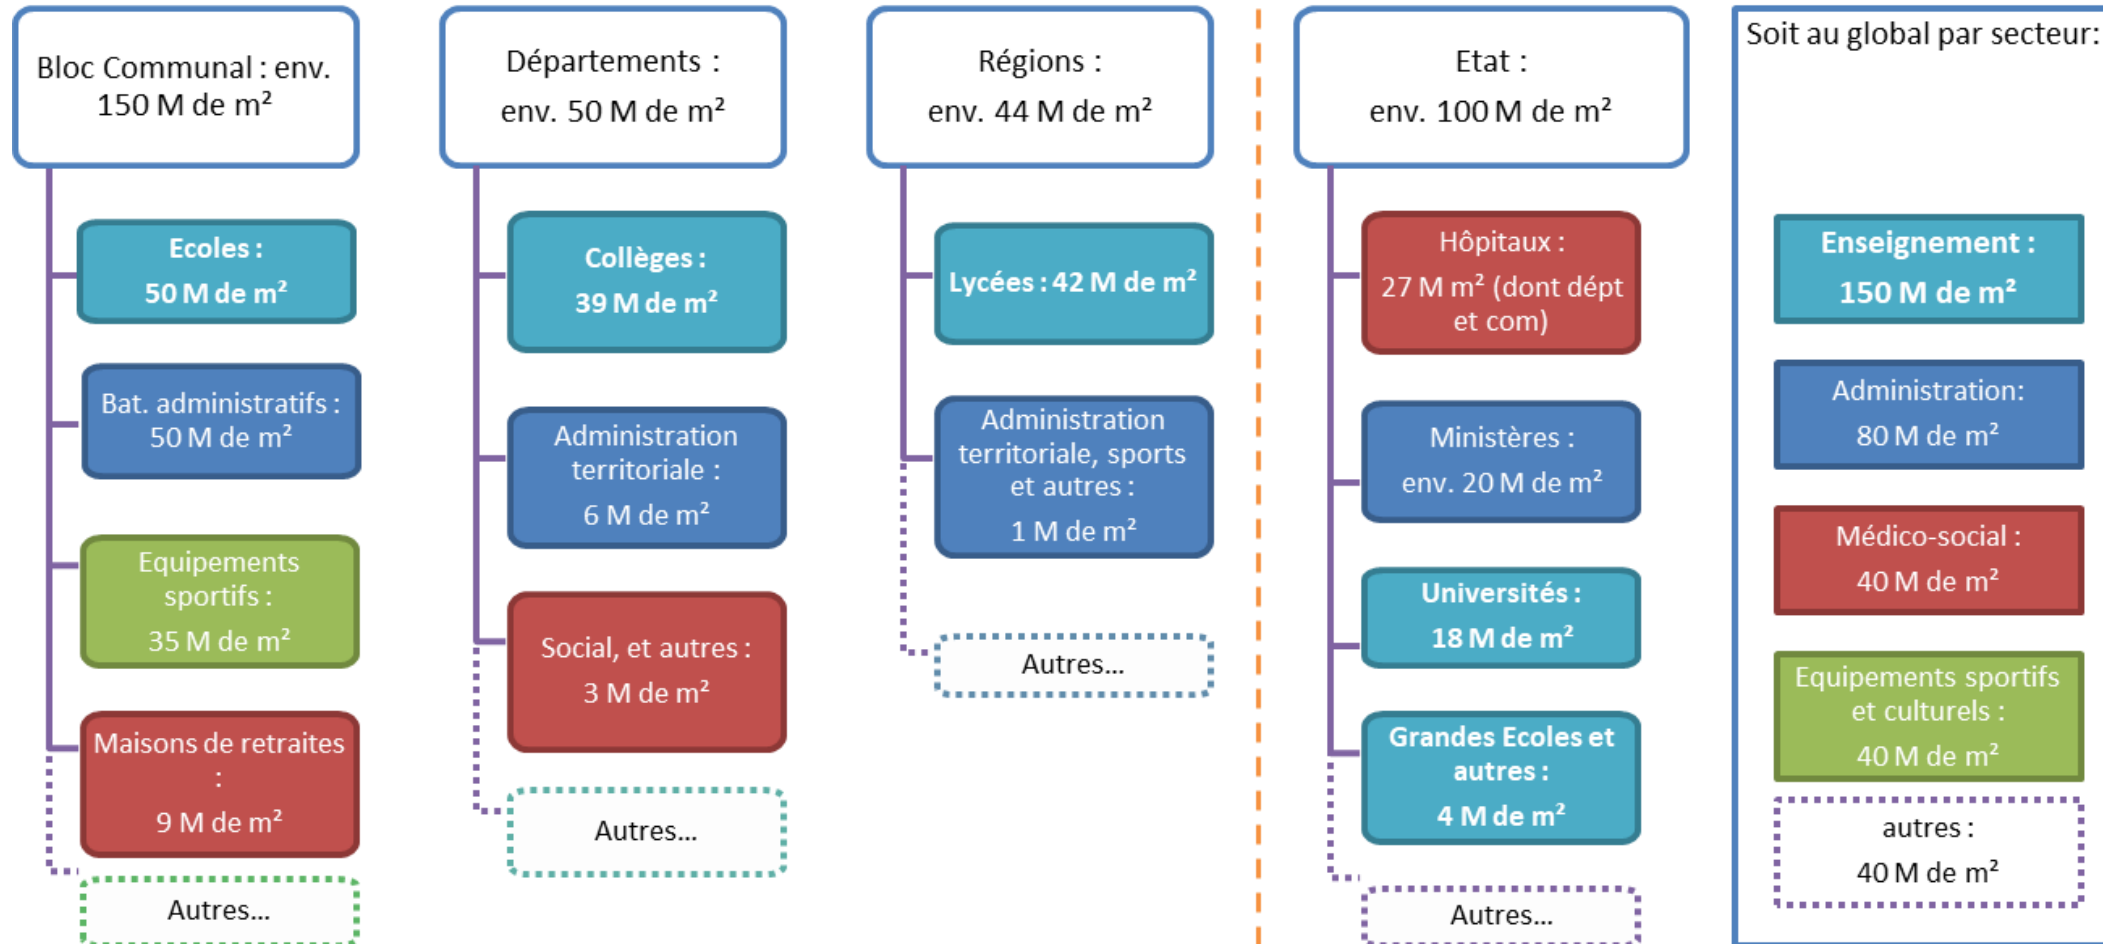 Bloc Communal : env.
150 M de m²
Ecoles :
50 M de m²
Bat. administratifs :
50 M de m²
Equipements
sportifs :
35 M de m²
Maisons de retraites
:
9 M de m²
Autres...
Départements :
env. 50 M de m²
Collèges :
39 M de m²
Administration
territoriale :
6 M de m²
Social, et autres :
3 M de m²
Autres...
Régions :
env. 44 M de m²
Lycées : 42 M de m²
Administration
territoriale, sports
et autres :
1 M de m²
Autres...
Etat :
env. 100 M de m²
Hôpitaux :
27 M m² (dont dépt
et com)
Ministères :
env. 20 M de m²
Universités :
18 M de m²
Grandes Ecoles et
autres :
4 M de m²
Autres...
Soit au global par secteur:
Enseignement :
150 M de m²
Administration:
80 M de m²
Médico-social :
40 M de m²
Equipements sportifs
et culturels :
40 M de m²
autres :
40 M de m²